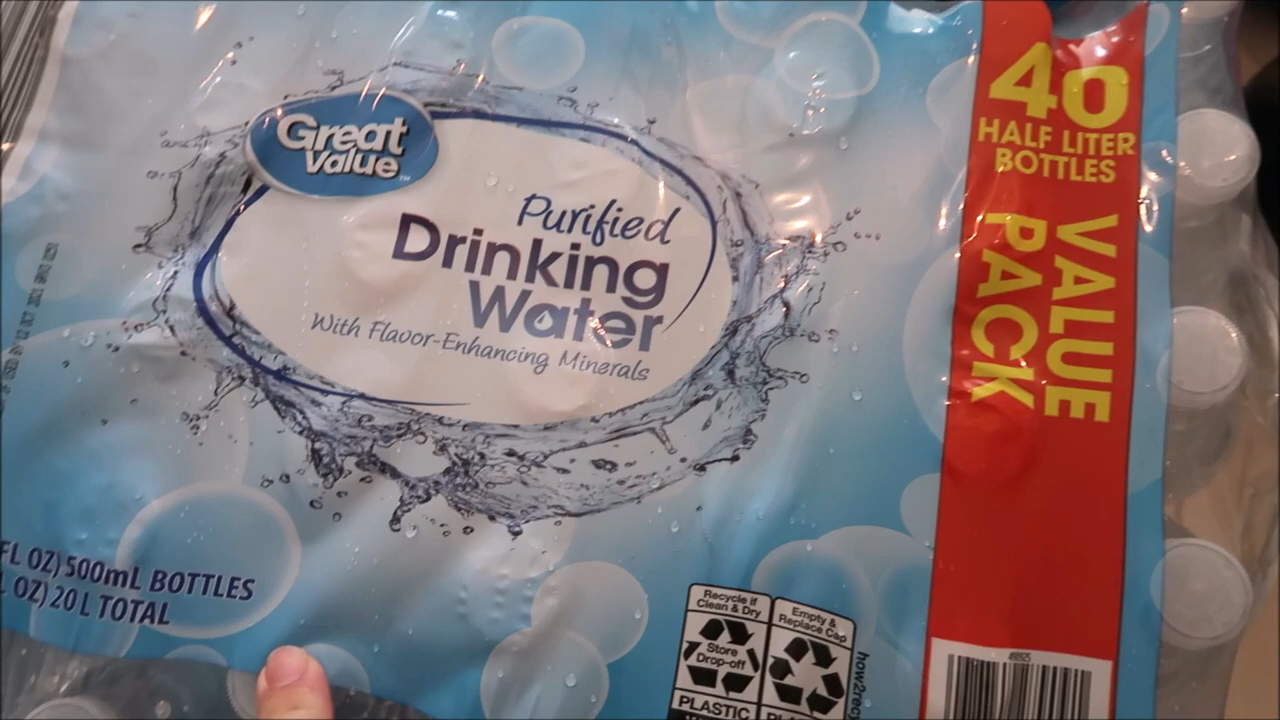 Great
Value
Purified
Drinking
Water
With Flavor-Enhancing Minerals
40
HALF LITER
BOTTLES
VALUE
PACK
FL OZ) 500mL BOTTLES
OZ) 20 L TOTAL
Recycle if
Clean & Dry
Store
Drop-off
PLASTIC
Empty &
Replace Cap
how2recy